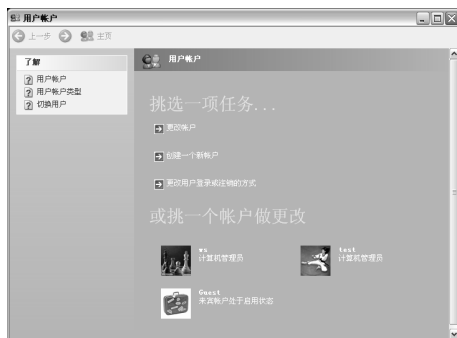 用户帐户
上一步 主页
了解
用户帐户
用户帐户类型
切换用户
用户帐户
挑选一项任务...
更改帐户
创建一个新帐户
更改用户登录或注销的方式
或挑一个帐户做更改
ws
计算机管理员
test
计算机管理员
Guest
来宾帐户处于启用状态